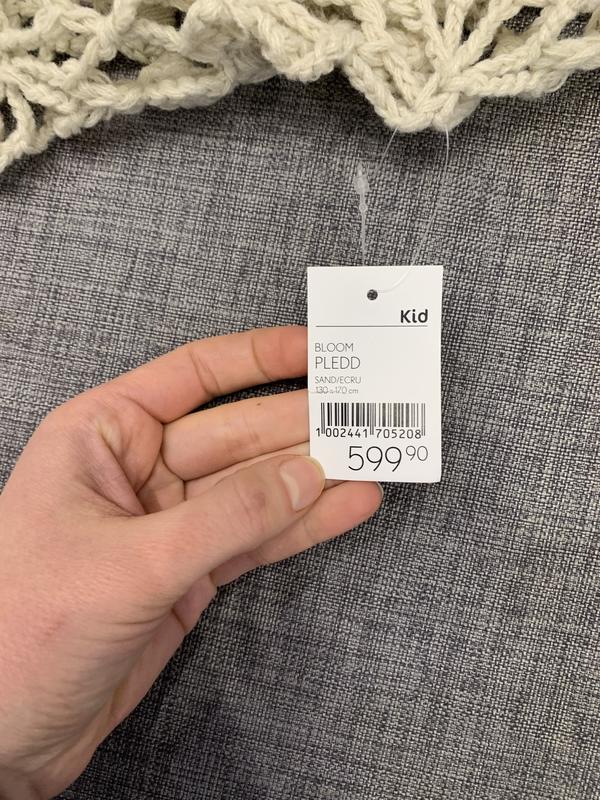 Kid
BLOOM
PLEDD
SAND/ECRU
130 x 170 cm
1 002441 705208
599 90